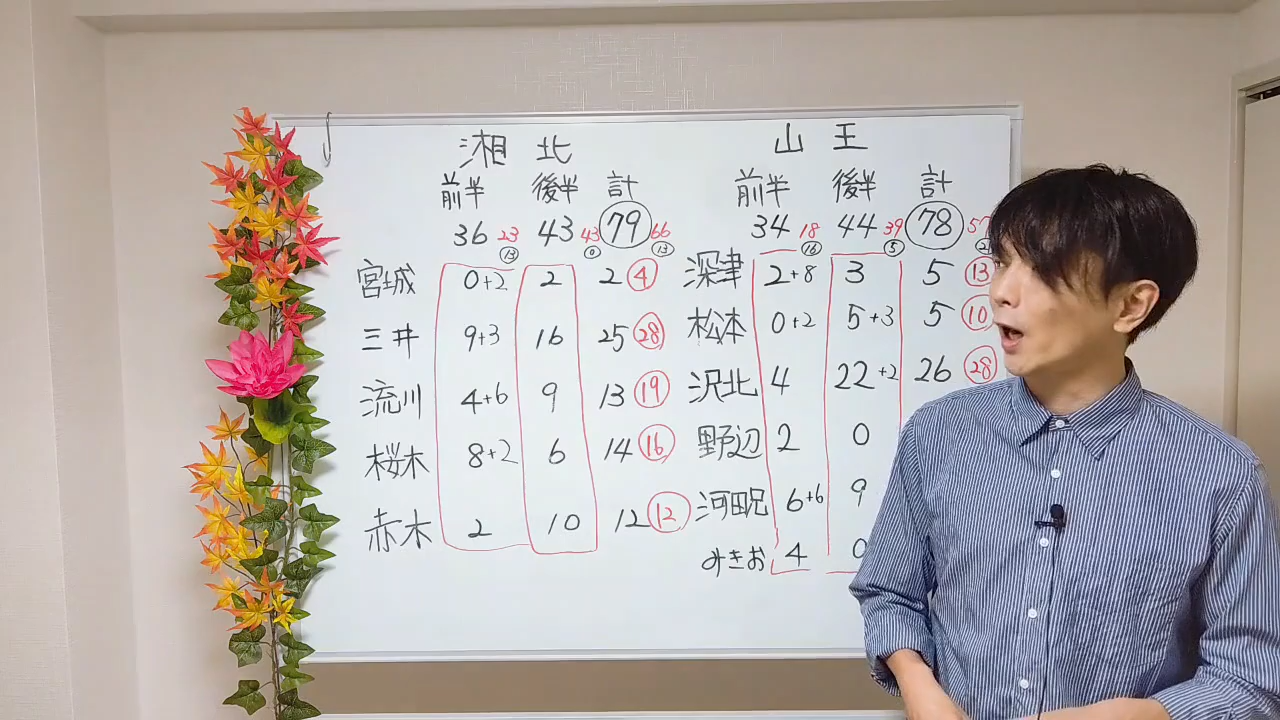 湘北
前半 後半 計
36 23 13 43 43 0 79 66 13
宮城 0+2 2 2 4
三井 9+3 16 25 28
流川 4+6 9 13 19
桜木 8+2 6 14 16
赤木 2 10 12 12
山王
前半 後半 計
34 18 16 44 39 5 78 57
深津 2+8 3 5 13
松本 0+2 5+3 5 10
沢北 4 22+2 26 28
野辺 2 0
河田兄 6+6 9
みきお 4 0